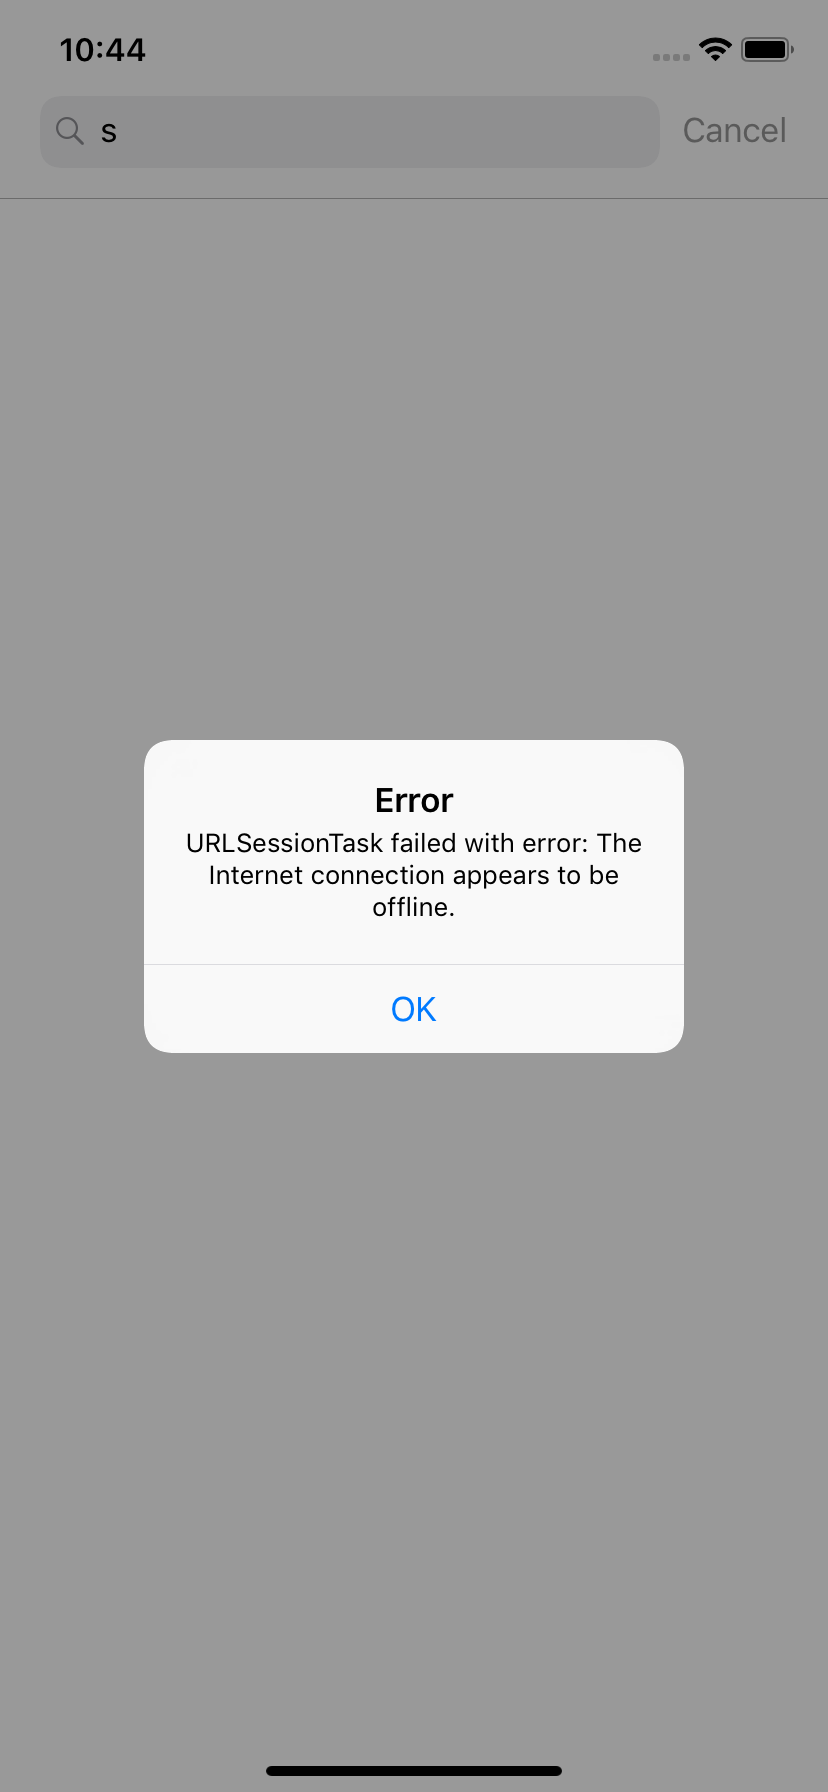 10:44
s
Cancel
Error
URLSessionTask failed with error: The
Internet connection appears to be
offline.
OK